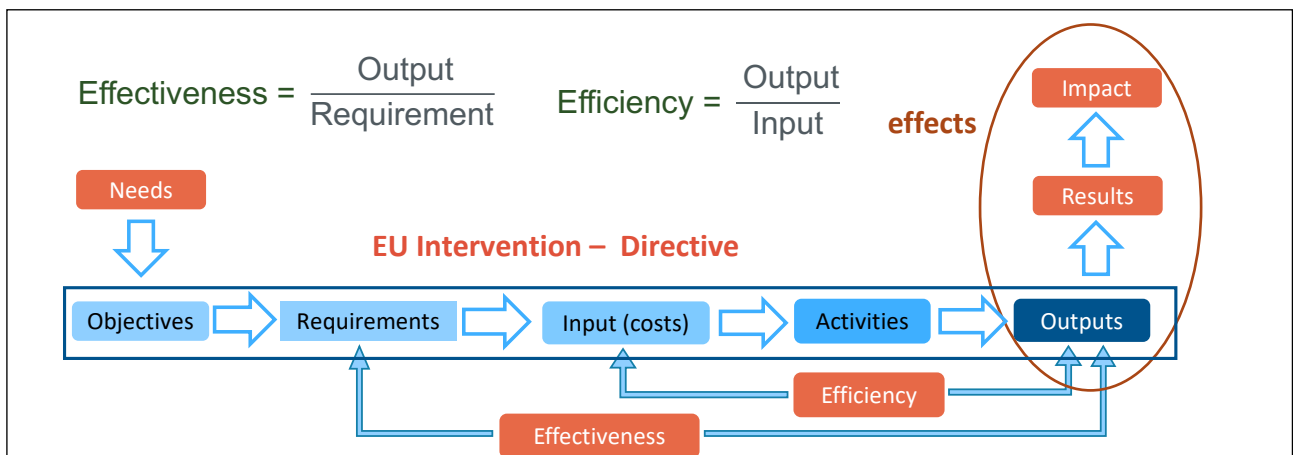 Effectiveness = Output
Requirement
Efficiency = Output
Input
effects
Impact
Needs
Results
EU Intervention – Directive
Objectives
Requirements
Input (costs)
Activities
Outputs
Efficiency
Effectiveness